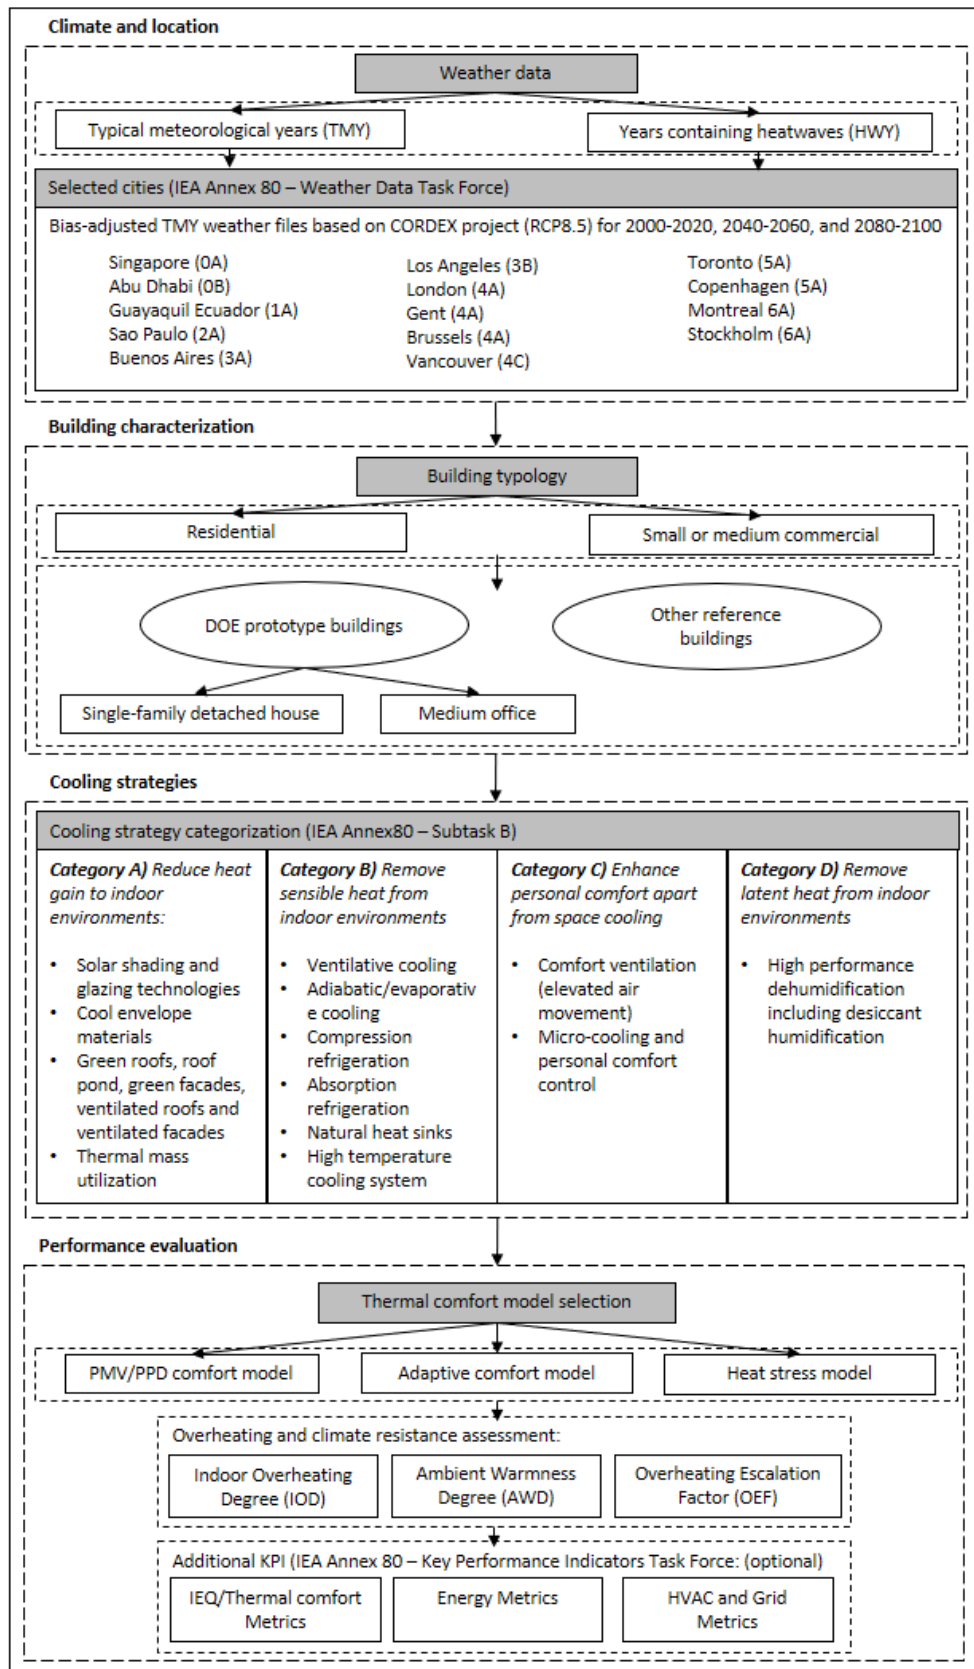 Climate and location
Weather data
Typical meteorological years (TMY)
Years containing heatwaves (HWY)
Selected cities (IEA Annex 80 – Weather Data Task Force)
Bias-adjusted TMY weather files based on CORDEX project (RCP8.5) for 2000-2020, 2040-2060, and 2080-2100
Singapore (0A)
Abu Dhabi (0B)
Guayaquil Ecuador (1A)
Sao Paulo (2A)
Buenos Aires (3A)
Los Angeles (3B)
London (4A)
Gent (4A)
Brussels (4A)
Vancouver (4C)
Toronto (5A)
Copenhagen (5A)
Montreal 6A)
Stockholm (6A)
Building characterization
Building typology
Residential
Small or medium commercial
DOE prototype buildings
Other reference
buildings
Single-family detached house
Medium office
Cooling strategies
Cooling strategy categorization (IEA Annex80 – Subtask B)
Category A) Reduce heat
gain to indoor
environments:
• Solar shading and
glazing technologies
• Cool envelope
materials
• Green roofs, roof
pond, green facades,
ventilated roofs and
ventilated facades
• Thermal mass
utilization
Category B) Remove
sensible heat from
indoor environments
• Ventilative cooling
• Adiabatic/evaporativ
e cooling
• Compression
refrigeration
• Absorption
refrigeration
• Natural heat sinks
• High temperature
cooling system
Category C) Enhance
personal comfort apart
from space cooling
• Comfort ventilation
(elevated air
movement)
• Micro-cooling and
personal comfort
control
Category D) Remove
latent heat from indoor
environments
• High performance
dehumidification
including desiccant
humidification
Performance evaluation
Thermal comfort model selection
PMV/PPD comfort model
Adaptive comfort model
Heat stress model
Overheating and climate resistance assessment:
Indoor Overheating
Degree (IOD)
Ambient Warmness
Degree (AWD)
Overheating Escalation
Factor (OEF)
Additional KPI (IEA Annex 80 – Key Performance Indicators Task Force: (optional)
IEQ/Thermal comfort
Metrics
Energy Metrics
HVAC and Grid
Metrics